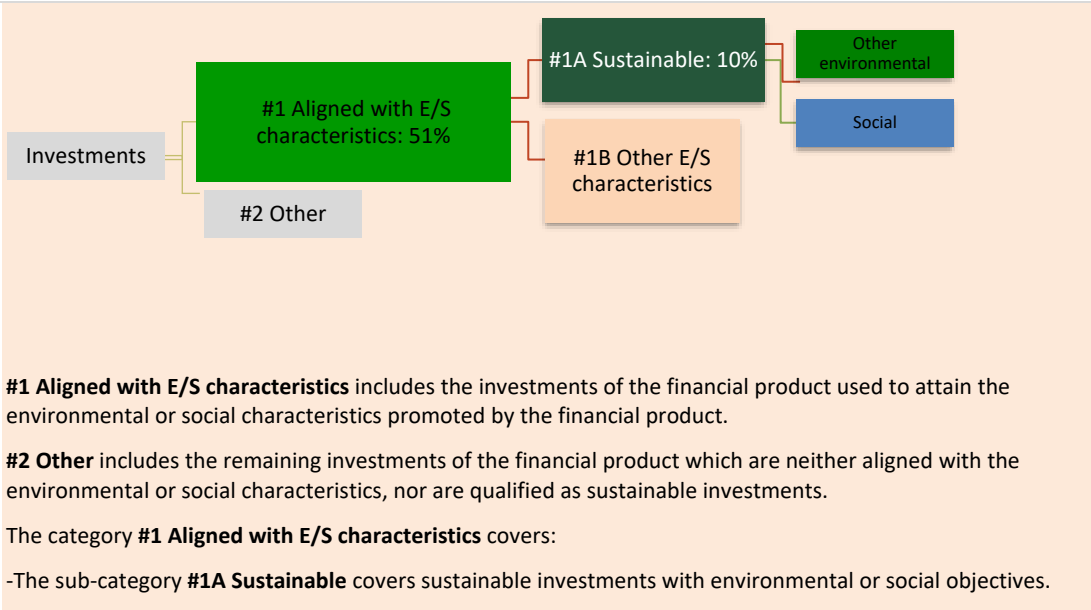 Investments
#1 Aligned with E/S
characteristics: 51%
#2 Other
#1A Sustainable: 10%
#1B Other E/S
characteristics
Other
environmental
Social
#1 Aligned with E/S characteristics includes the investments of the financial product used to attain the
environmental or social characteristics promoted by the financial product.
#2 Other includes the remaining investments of the financial product which are neither aligned with the
environmental or social characteristics, nor are qualified as sustainable investments.
The category #1 Aligned with E/S characteristics covers:
-The sub-category #1A Sustainable covers sustainable investments with environmental or social objectives.